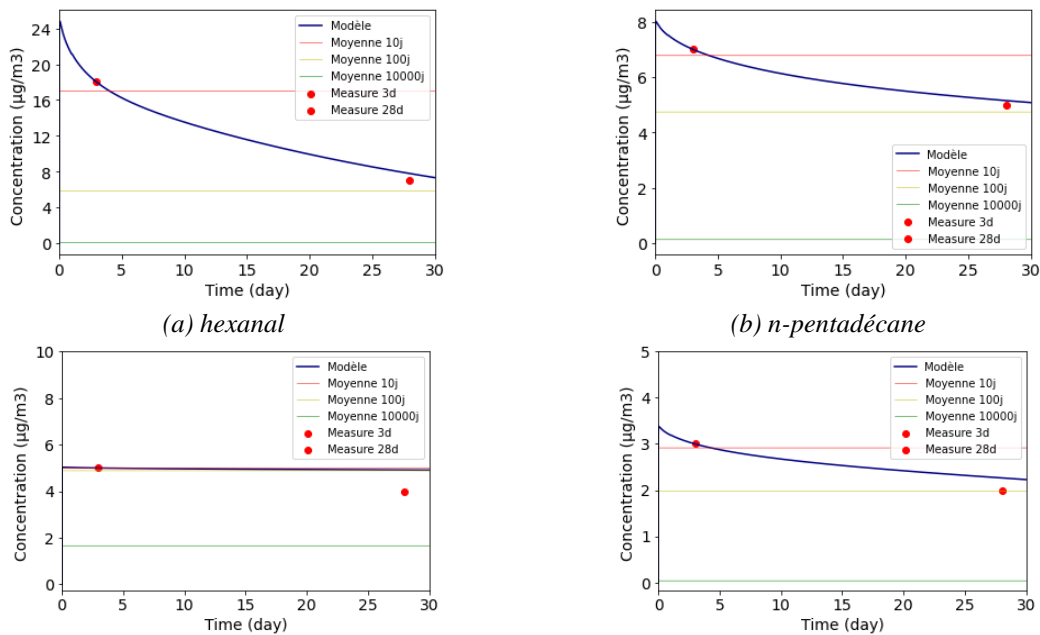 24
20
16
12
8
4
0
Concentration (µg/m3)
Modèle
Moyenne 10j
Moyenne 100j
Moyenne 10000j
Measure 3d
Measure 28d
0 5 10 15 20 25 30
Time (day)
(a) hexanal
8
6
4
2
0
Concentration (µg/m3)
Modèle
Moyenne 10j
Moyenne 100j
Moyenne 10000j
Measure 3d
Measure 28d
0 5 10 15 20 25 30
Time (day)
(b) n-pentadécane
10
8
6
4
2
0
Concentration (µg/m3)
Modèle
Moyenne 10j
Moyenne 100j
Moyenne 10000j
Measure 3d
Measure 28d
0 5 10 15 20 25 30
Time (day)
5
4
3
2
1
0
Concentration (µg/m3)
Modèle
Moyenne 10j
Moyenne 100j
Moyenne 10000j
Measure 3d
Measure 28d
0 5 10 15 20 25 30
Time (day)